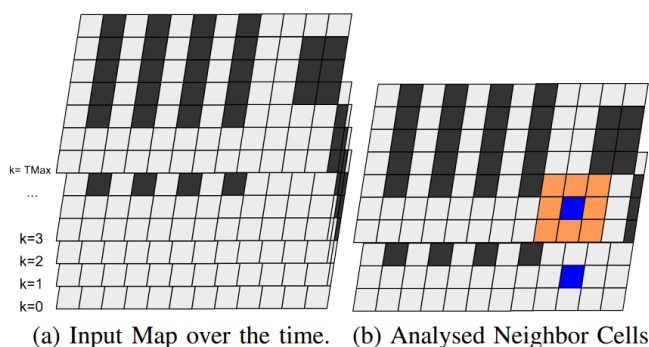 k= TMax
...
k=3
k=2
k=1
k=0
(a) Input Map over the time. (b) Analysed Neighbor Cells